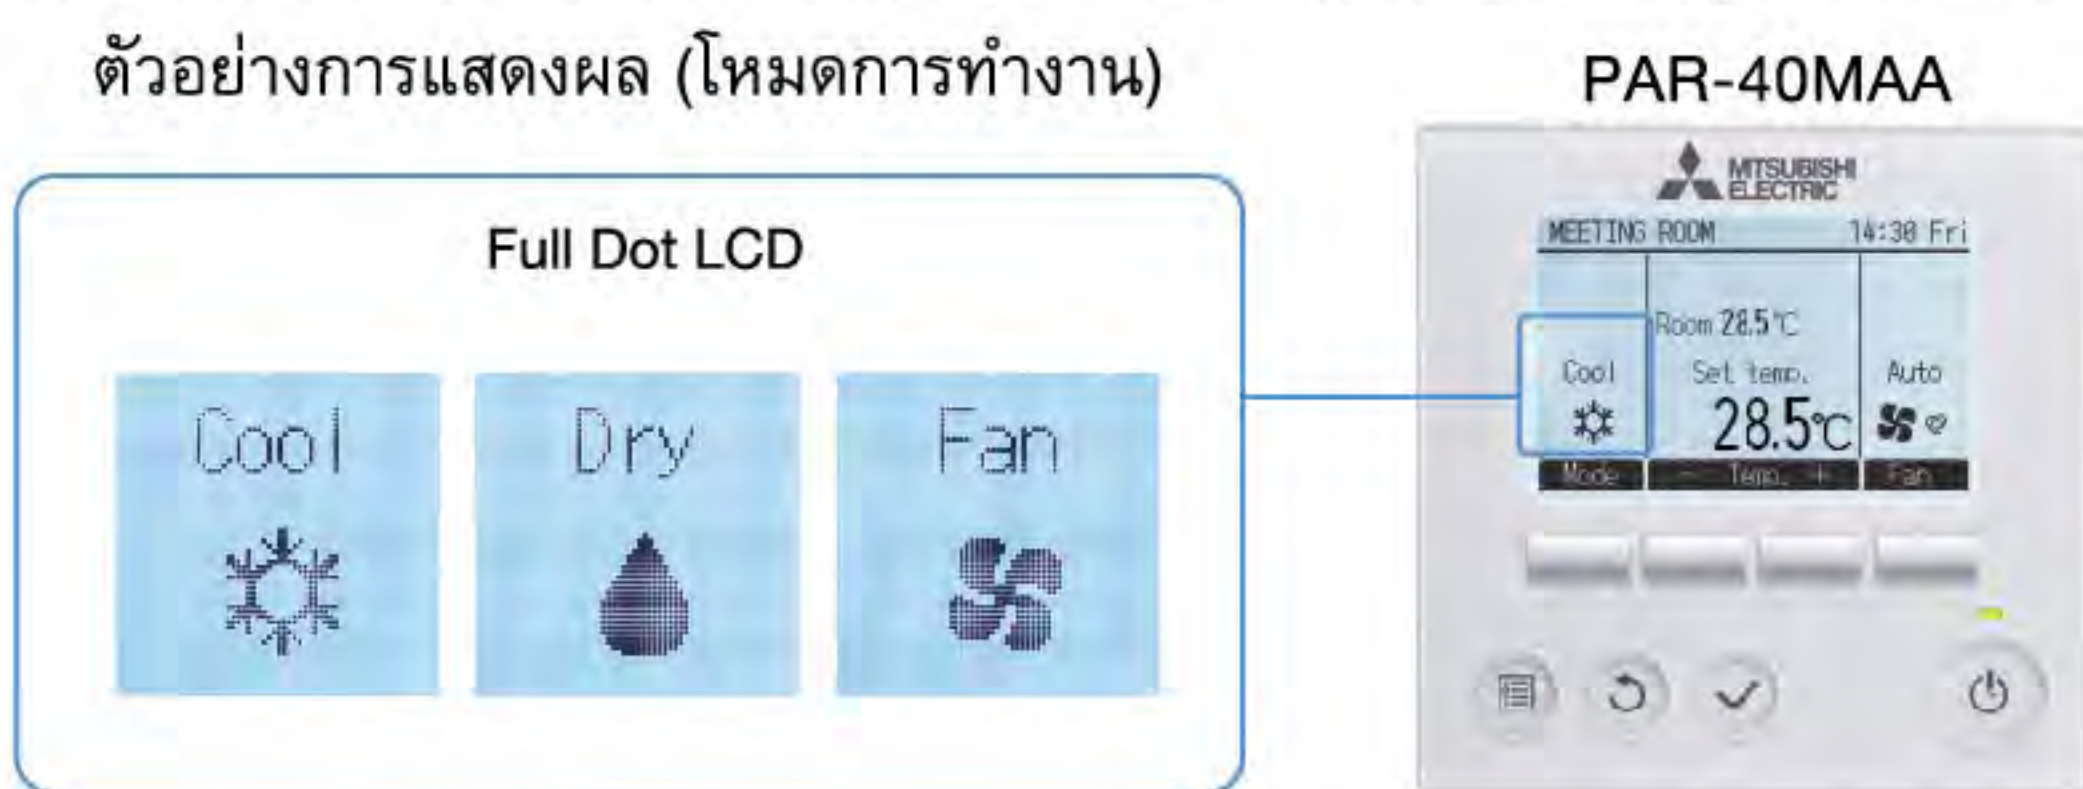 ตัวอย่างการแสดงผล (โหมดการทำงาน)
PAR-40MAA
Full Dot LCD
Cool
Dry
Fan
MITSUBISHI
ELECTRIC
MEETING ROOM 14:30 Fri
Room 28.5°C
Cool Set temp. Auto
28.5°C
Mode - Temp. + Fan